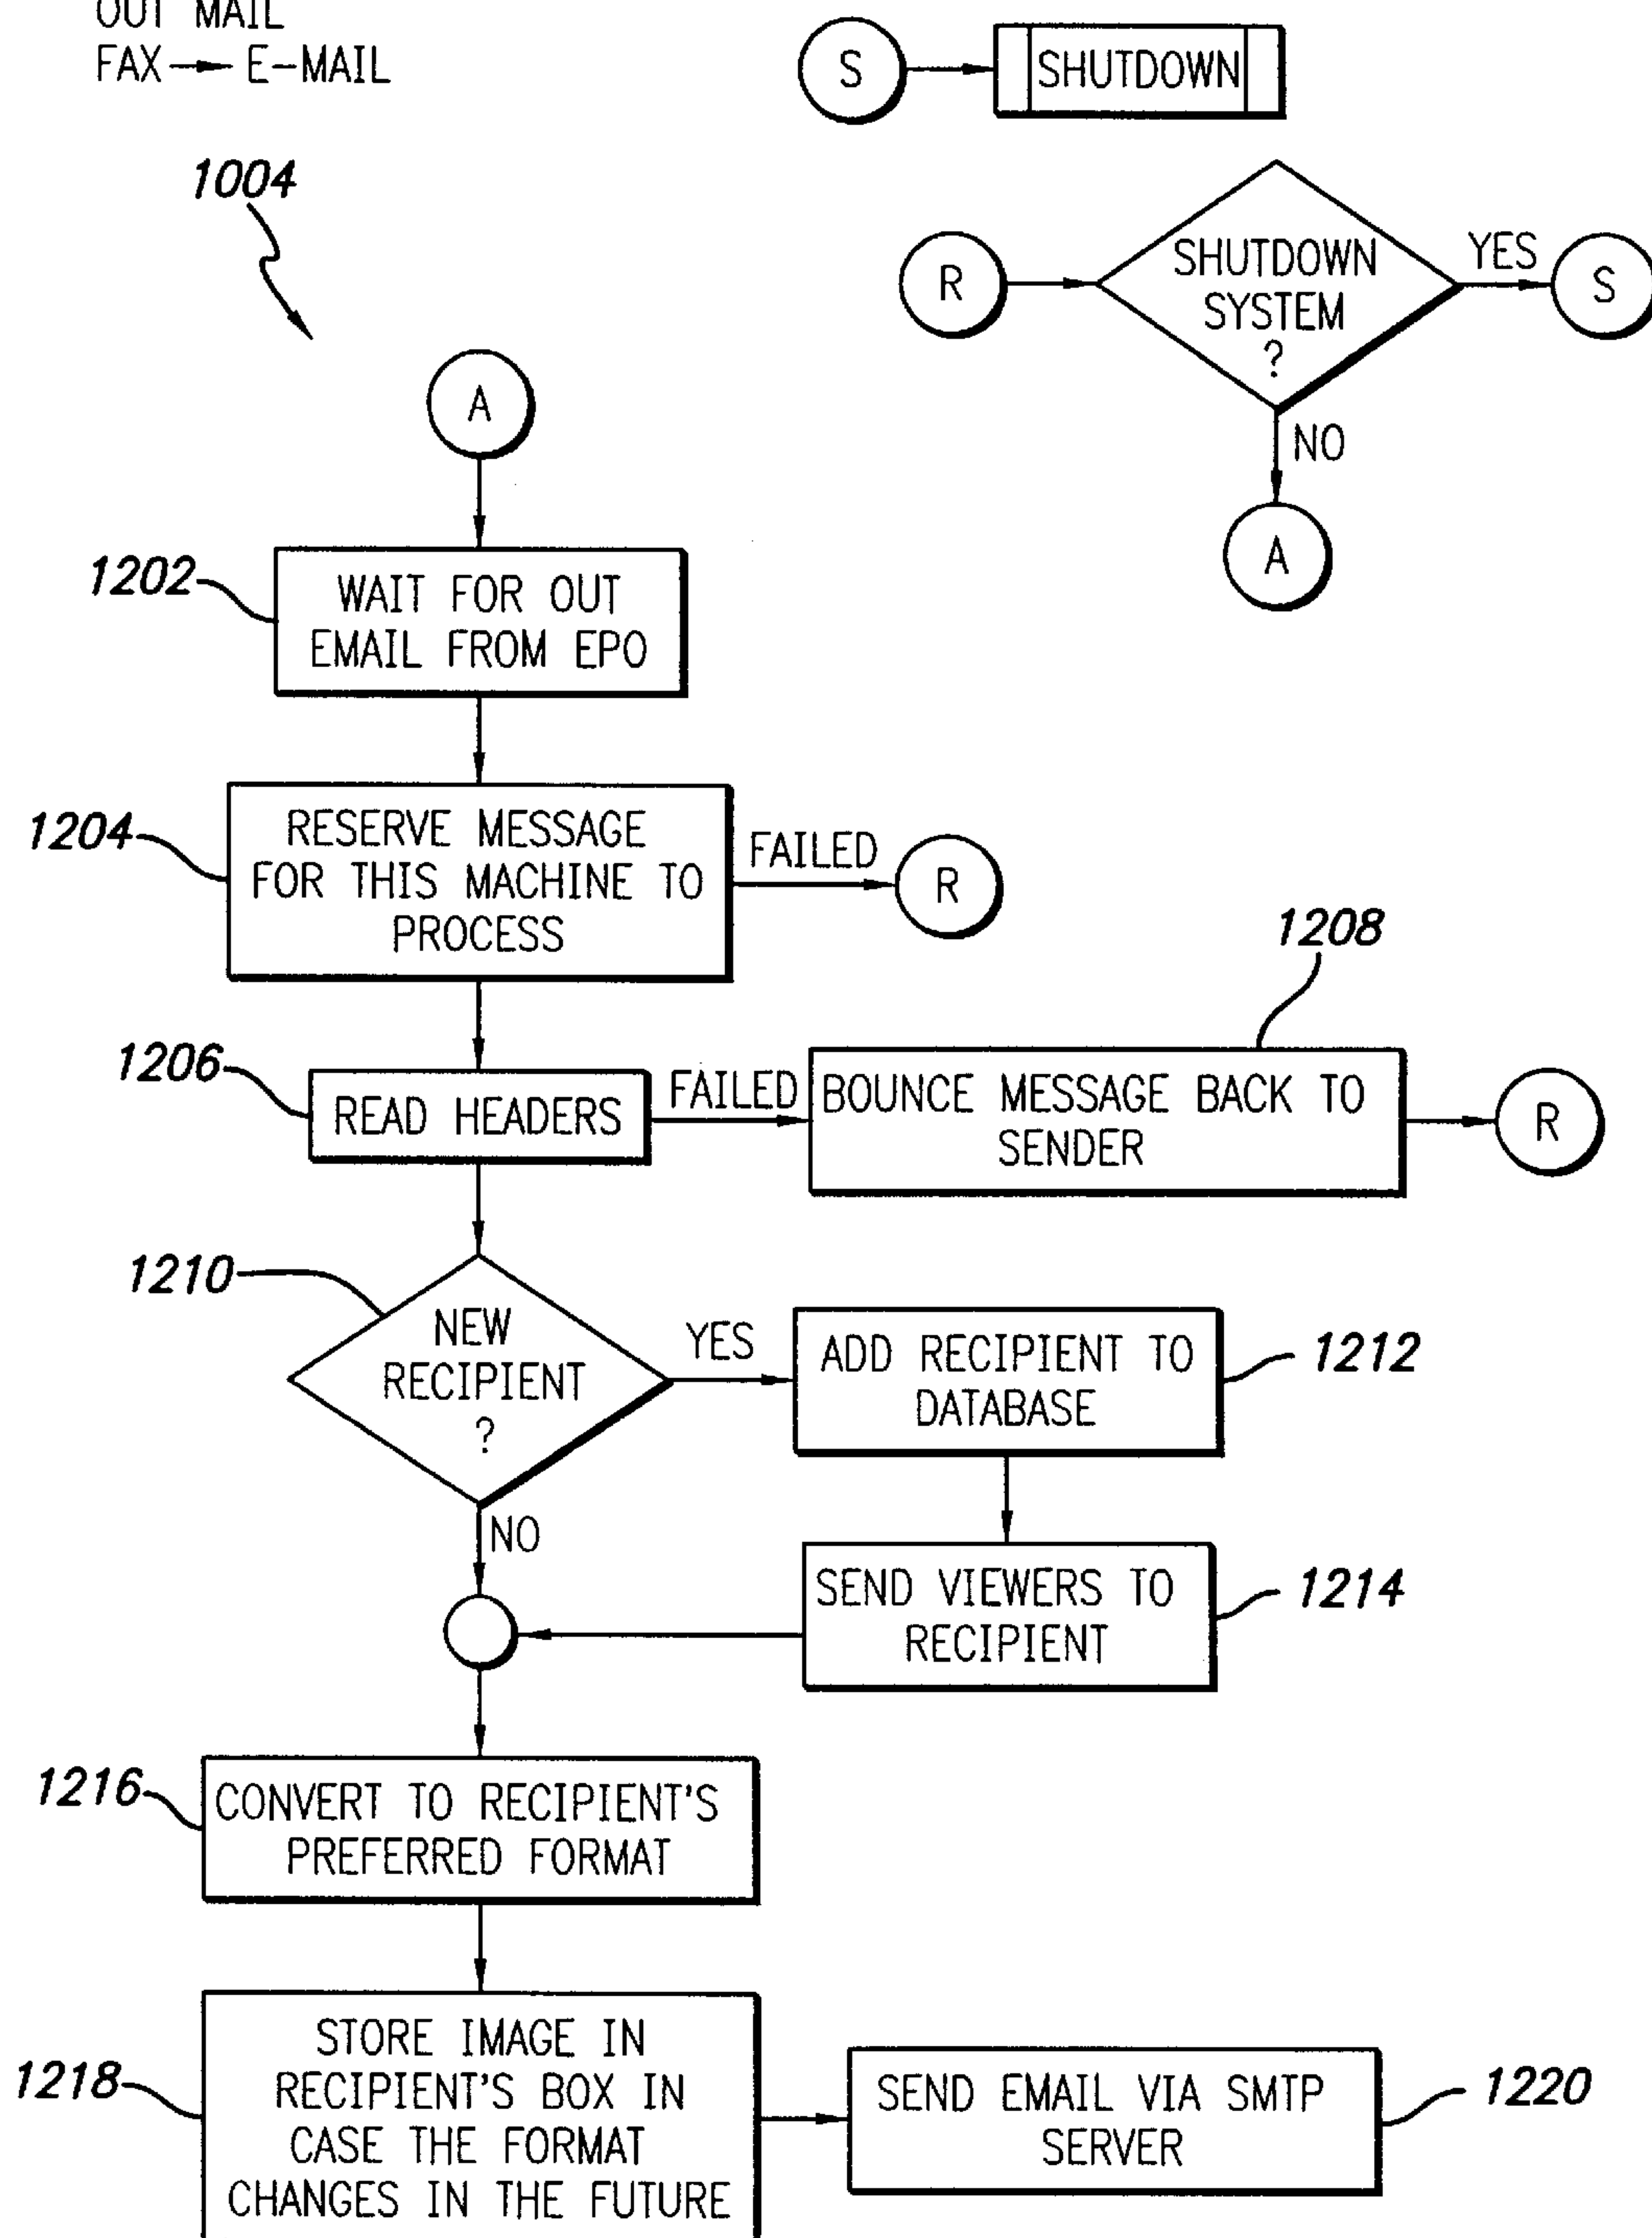 OUT MAIL
FAX → E-MAIL
S
SHUTDOWN
1004
R
SHUTDOWN
SYSTEM
?
YES
S
NO
A
A
1202
WAIT FOR OUT
EMAIL FROM EPO
1204
RESERVE MESSAGE
FOR THIS MACHINE TO
PROCESS
FAILED
R
1206
READ HEADERS
FAILED
1208
BOUNCE MESSAGE BACK TO
SENDER
R
1210
NEW
RECIPIENT
?
YES
ADD RECIPIENT TO
DATABASE
1212
NO
SEND VIEWERS TO
RECIPIENT
1214
1216
CONVERT TO RECIPIENT'S
PREFERRED FORMAT
1218
STORE IMAGE IN
RECIPIENT'S BOX IN
CASE THE FORMAT
CHANGES IN THE FUTURE
SEND EMAIL VIA SMTP
SERVER
1220